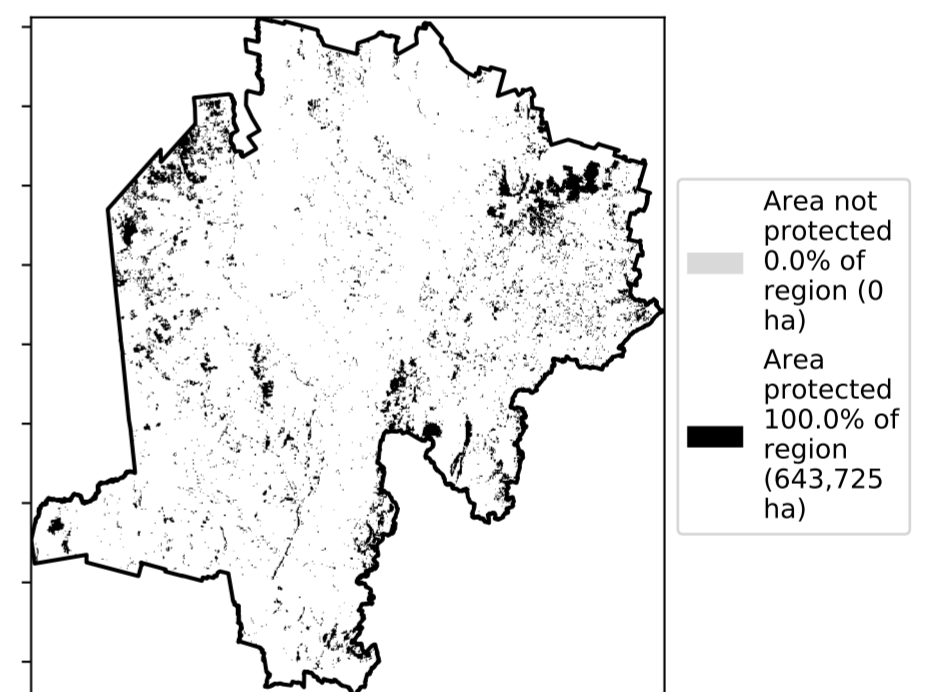 Area not
protected
0.0% of
region (0
ha)
Area
protected
100.0% of
region
(643,725
ha)